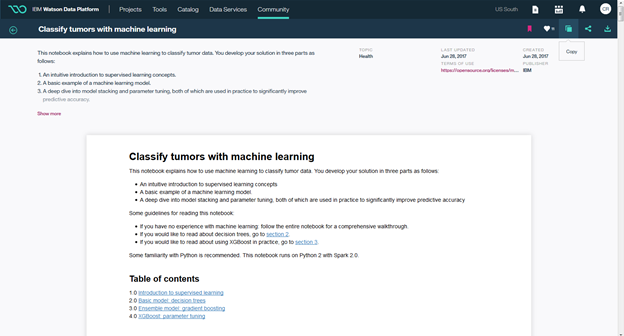 IBM Watson Data Platform Projects Tools Catalog Data Services Community US South CR
Classify tumors with machine learning
Copy
This notebook explains how to use machine learning to classify tumor data. You develop your solution in three parts as
follows:
1. An intuitive introduction to supervised learning concepts.
2. A basic example of a machine learning model.
3. A deep dive into model stacking and parameter tuning, both of which are used in practice to significantly improve
predictive accuracy.
Show more
TOPIC
Health
LAST UPDATED
Jun 28, 2017
TERMS OF USE
https://opensource.org/licenses/m...
CREATED
Jun 28, 2017
PUBLISHER
IBM
Classify tumors with machine learning
This notebook explains how to use machine learning to classify tumor data. You develop your solution in three parts as follows:
• An intuitive introduction to supervised learning concepts
• A basic example of a machine learning model.
• A deep dive into model stacking and parameter tuning, both of which are used in practice to significantly improve predictive accuracy
Some guidelines for reading this notebook:
• If you have no experience with machine learning: follow the entire notebook for a comprehensive walkthrough.
• If you would like to read about decision trees, go to section 2.
• If you would like to read about using XGBoost in practice, go to section 3.
Some familiarity with Python is recommended. This notebook runs on Python 2 with Spark 2.0.
Table of contents
1.0 Introduction to supervised learning
2.0 Basic model: decision trees
3.0 Ensemble model: gradient boosting
4.0 XGBoost: parameter tuning